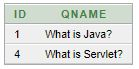 ID QNAME
1 What is Java?
4 What is Servlet?